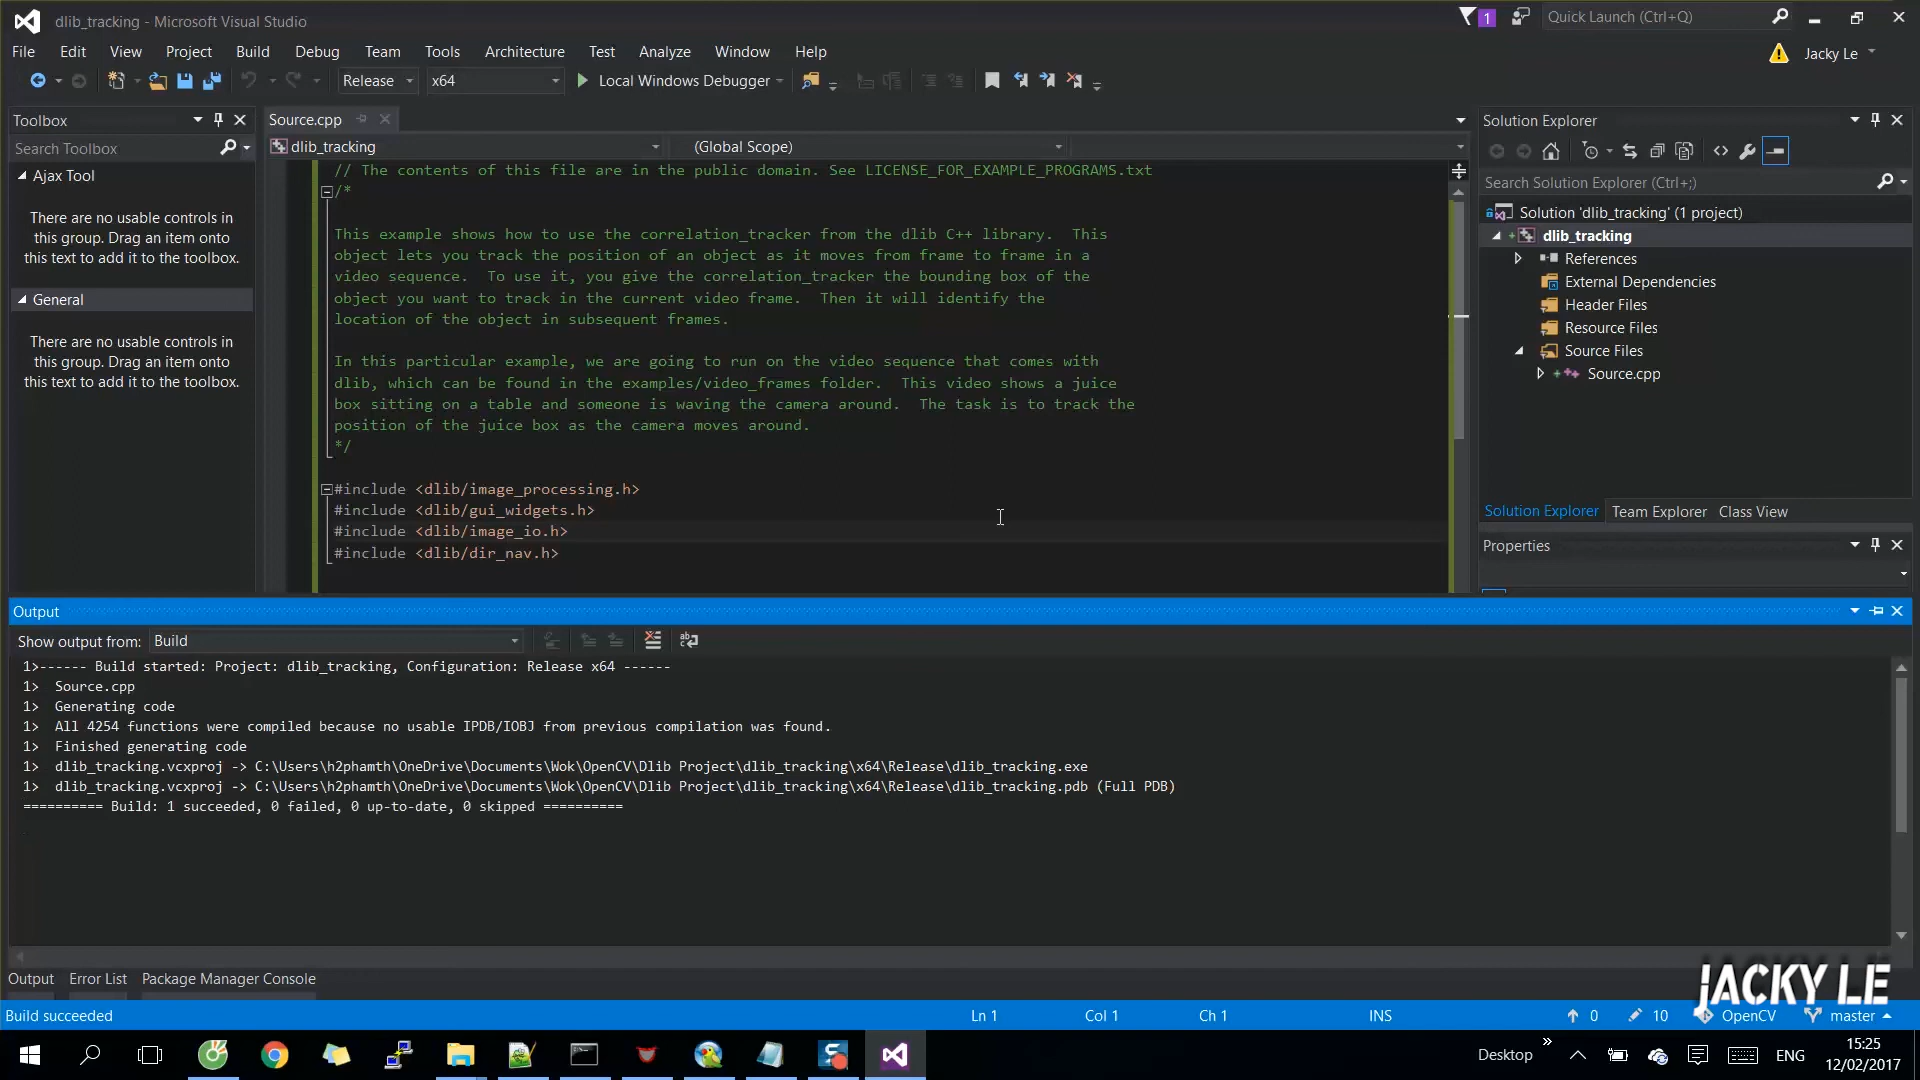 dlib_tracking - Microsoft Visual Studio
1
Quick Launch (Ctrl+Q)
File Edit View Project Build Debug Team Tools Architecture Test Analyze Window Help
Jacky Le
Release x64 Local Windows Debugger
Toolbox
Search Toolbox
Ajax Tool
There are no usable controls in
this group. Drag an item onto
this text to add it to the toolbox.
General
There are no usable controls in
this group. Drag an item onto
this text to add it to the toolbox.
Source.cpp
dlib_tracking (Global Scope)
// The contents of this file are in the public domain. See LICENSE_FOR_EXAMPLE_PROGRAMS.txt
/*
This example shows how to use the correlation_tracker from the dlib C++ library.  This
object lets you track the position of an object as it moves from frame to frame in a
video sequence.  To use it, you give the correlation_tracker the bounding box of the
object you want to track in the current video frame.  Then it will identify the
location of the object in subsequent frames.
In this particular example, we are going to run on the video sequence that comes with
dlib, which can be found in the examples/video_frames folder.  This video shows a juice
box sitting on a table and someone is waving the camera around.  The task is to track the
position of the juice box as the camera moves around.
*/
#include <dlib/image_processing.h>
#include <dlib/gui_widgets.h>
#include <dlib/image_io.h>
#include <dlib/dir_nav.h>
Solution Explorer
Search Solution Explorer (Ctrl+;)
Solution 'dlib_tracking' (1 project)
dlib_tracking
References
External Dependencies
Header Files
Resource Files
Source Files
Source.cpp
Solution Explorer Team Explorer Class View
Properties
Output
Show output from: Build
1>------ Build started: Project: dlib_tracking, Configuration: Release x64 ------
1>  Source.cpp
1>  Generating code
1>  All 4254 functions were compiled because no usable IPDB/IOBJ from previous compilation was found.
1>  Finished generating code
1>  dlib_tracking.vcxproj -> C:\Users\h2phamth\OneDrive\Documents\Wok\OpenCV\Dlib Project\dlib_tracking\x64\Release\dlib_tracking.exe
1>  dlib_tracking.vcxproj -> C:\Users\h2phamth\OneDrive\Documents\Wok\OpenCV\Dlib Project\dlib_tracking\x64\Release\dlib_tracking.pdb (Full PDB)
========== Build: 1 succeeded, 0 failed, 0 up-to-date, 0 skipped ==========
Output Error List Package Manager Console
JACKY LE
Build succeeded Ln 1 Col 1 Ch 1 INS 0 10 OpenCV master
Desktop ENG
15:25
12/02/2017